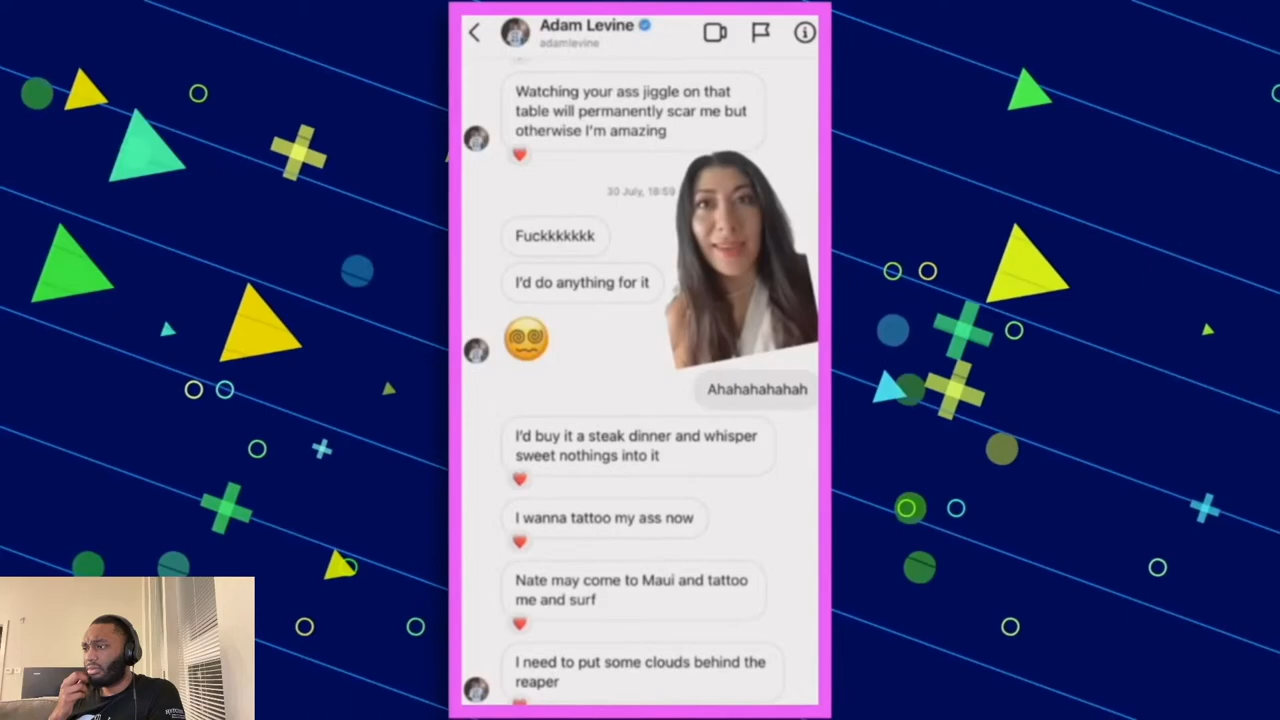 Adam Levine
adamlevine
Watching your ass jiggle on that
table will permanently scar me but
otherwise I'm amazing
30 July, 18:59
Fuckkkkkkk
I'd do anything for it
Ahahahahahah
I'd buy it a steak dinner and whisper
sweet nothings into it
I wanna tattoo my ass now
Nate may come to Maui and tattoo
me and surf
I need to put some clouds behind the
reaper